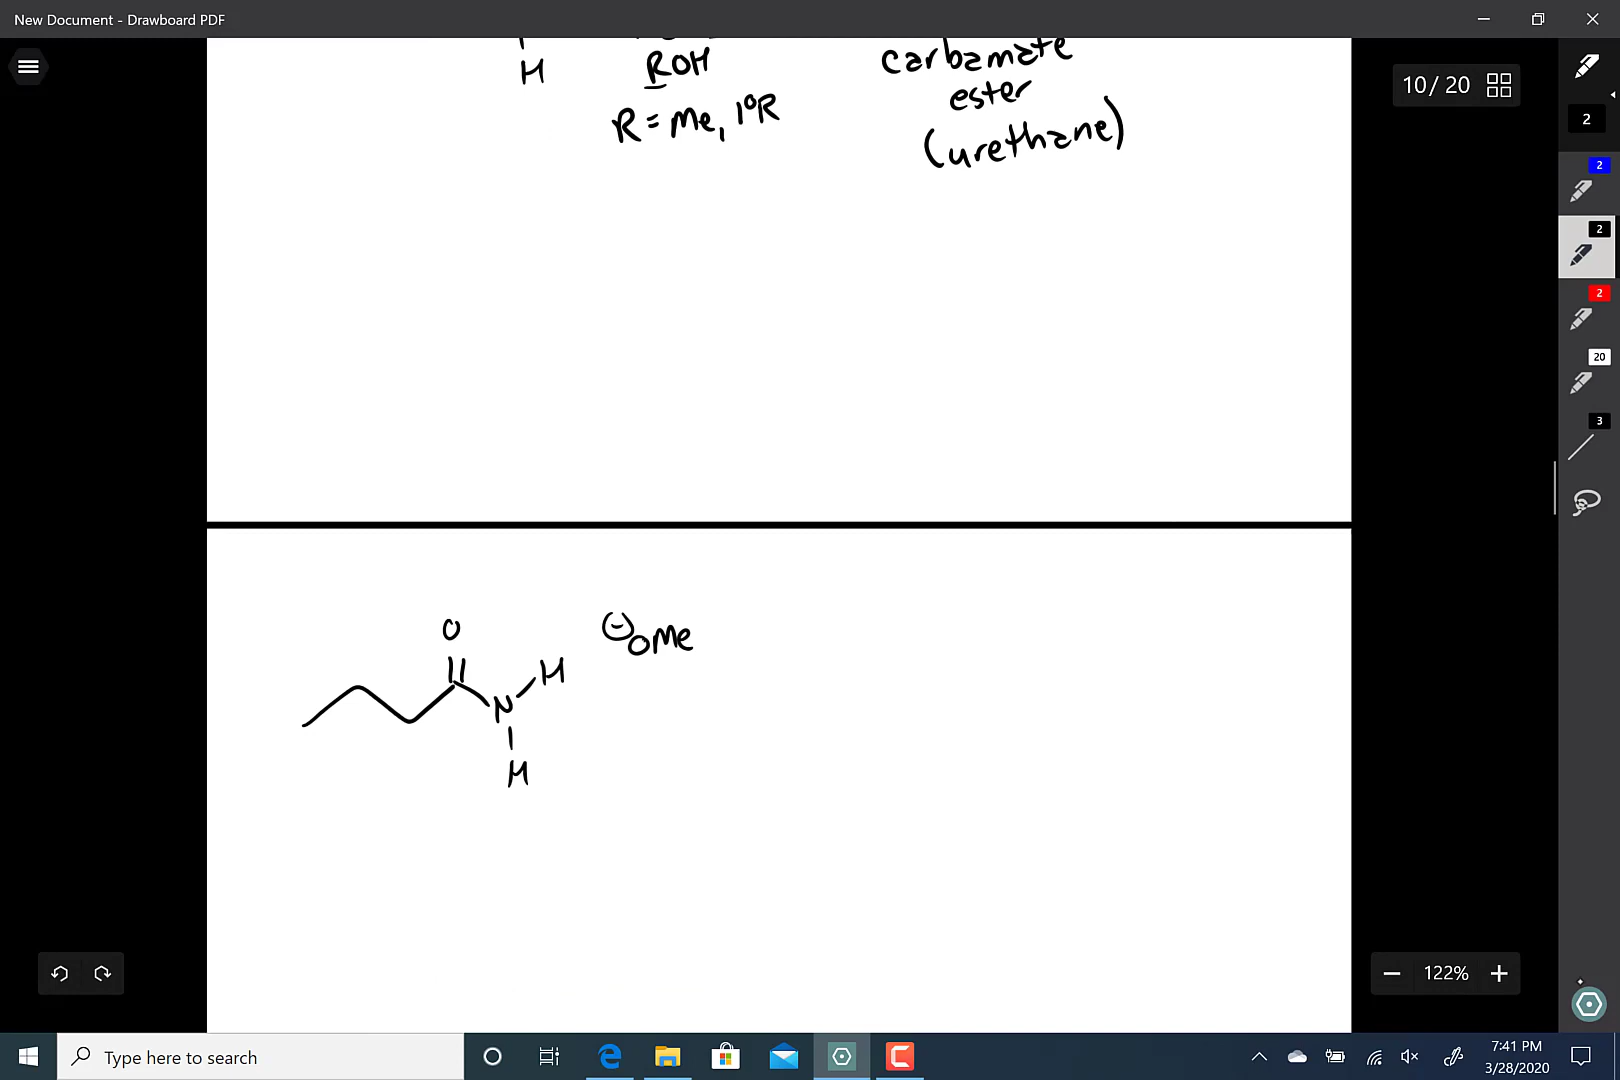 New Document - Drawboard PDF
10 / 20
H
ROH
R = Me, 1°R
carbamate
ester
(urethane)
2
2
2
2
20
3
O
⊖OMe
H
N
H
122%
Type here to search
7:41 PM
3/28/2020